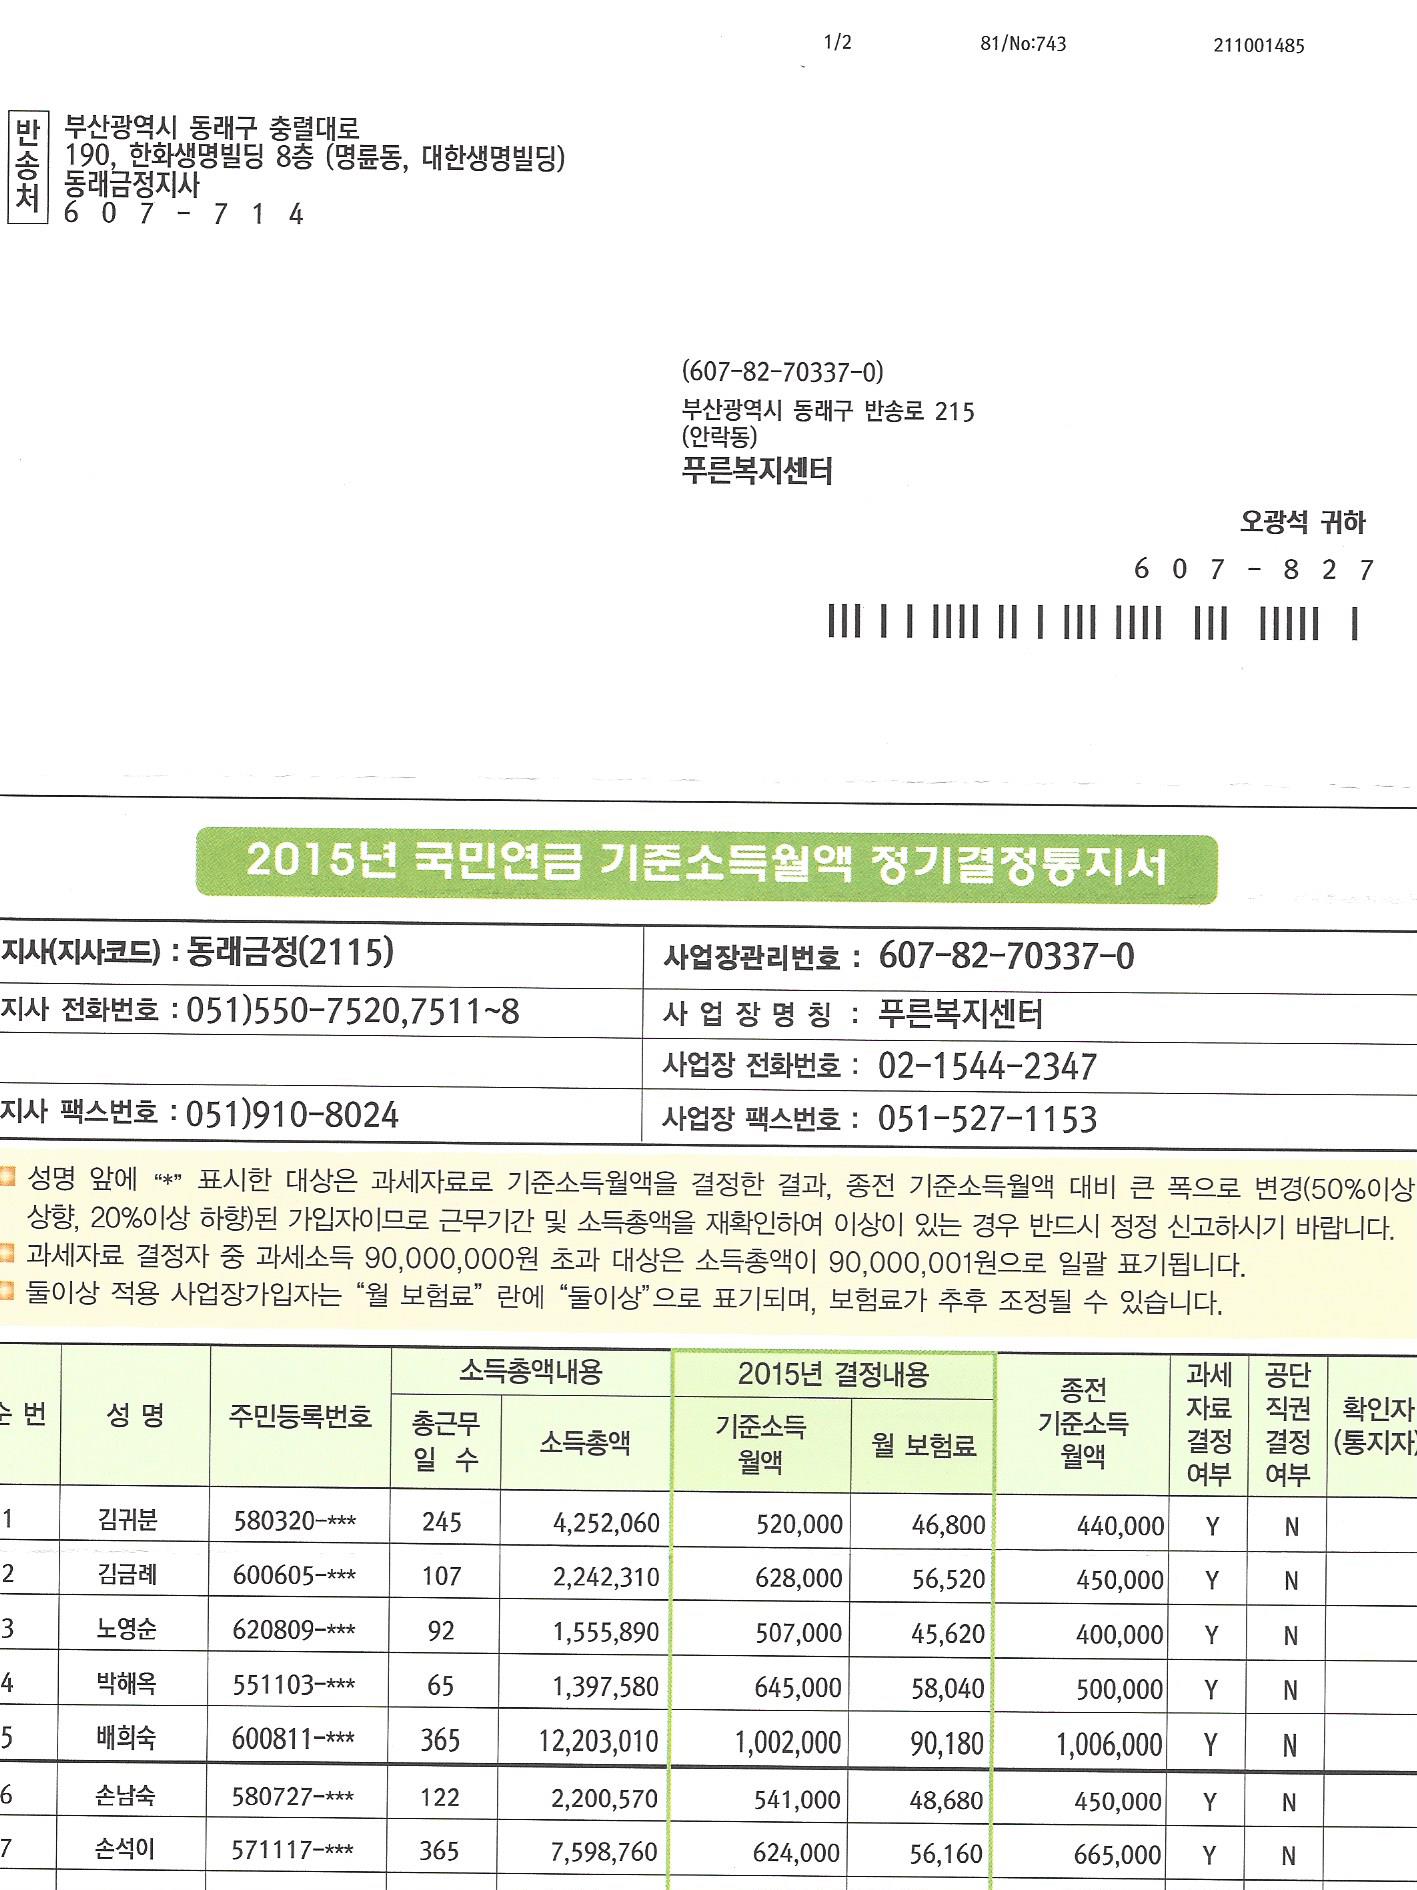 1/2 81/No:743 211001485
반송처
부산광역시 동래구 충렬대로
190, 한화생명빌딩 8층 (명륜동, 대한생명빌딩)
동래금정지사
6 0 7 - 7 1 4
(607-82-70337-0)
부산광역시 동래구 반송로 215
(안락동)
푸른복지센터
오광석 귀하
6 0 7 - 8 2 7
2015년 국민연금 기준소득월액 정기결정통지서
지사(지사코드) : 동래금정(2115) 사업장관리번호 : 607-82-70337-0
지사 전화번호 : 051)550-7520,7511~8 사 업 장 명 칭 : 푸른복지센터
사업장 전화번호 : 02-1544-2347
지사 팩스번호 : 051)910-8024 사업장 팩스번호 : 051-527-1153
성명 앞에 “*” 표시한 대상은 과세자료로 기준소득월액을 결정한 결과, 종전 기준소득월액 대비 큰 폭으로 변경(50%이상
상향, 20%이상 하향)된 가입자이므로 근무기간 및 소득총액을 재확인하여 이상이 있는 경우 반드시 정정 신고하시기 바랍니다.
과세자료 결정자 중 과세소득 90,000,000원 초과 대상은 소득총액이 90,000,001원으로 일괄 표기됩니다.
둘이상 적용 사업장가입자는 “월 보험료” 란에 “둘이상”으로 표기되며, 보험료가 추후 조정될 수 있습니다.
순 번 성 명 주민등록번호 소득총액내용 총근무 일 수 소득총액 2015년 결정내용 기준소득 월액 월 보험료 종전 기준소득 월액 과세 자료 결정 여부 공단 직권 결정 여부 확인자 (통지자)
1 김귀분 580320-*** 245 4,252,060 520,000 46,800 440,000 Y N
2 김금례 600605-*** 107 2,242,310 628,000 56,520 450,000 Y N
3 노영순 620809-*** 92 1,555,890 507,000 45,620 400,000 Y N
4 박해옥 551103-*** 65 1,397,580 645,000 58,040 500,000 Y N
5 배희숙 600811-*** 365 12,203,010 1,002,000 90,180 1,006,000 Y N
6 손남숙 580727-*** 122 2,200,570 541,000 48,680 450,000 Y N
7 손석이 571117-*** 365 7,598,760 624,000 56,160 665,000 Y N